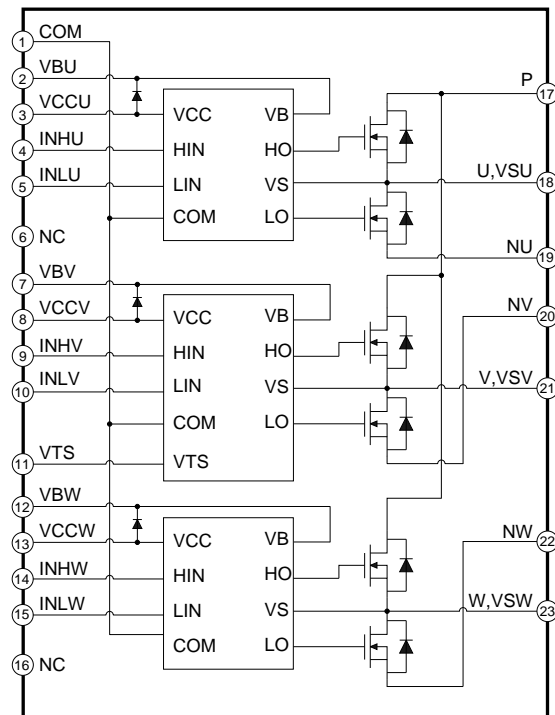 1 COM
2 VBU
3 VCCU
4 INHU
5 INLU
6 NC
7 VBV
8 VCCV
9 INHV
10 INLV
11 VTS
12 VBW
13 VCCW
14 INHW
15 INLW
16 NC
VCC VB
HIN HO
LIN VS
COM LO
VCC VB
HIN HO
LIN VS
COM LO
VTS
VCC VB
HIN HO
LIN VS
COM LO
P 17
U,VSU 18
NU 19
NV 20
V,VSV 21
NW 22
W,VSW 23